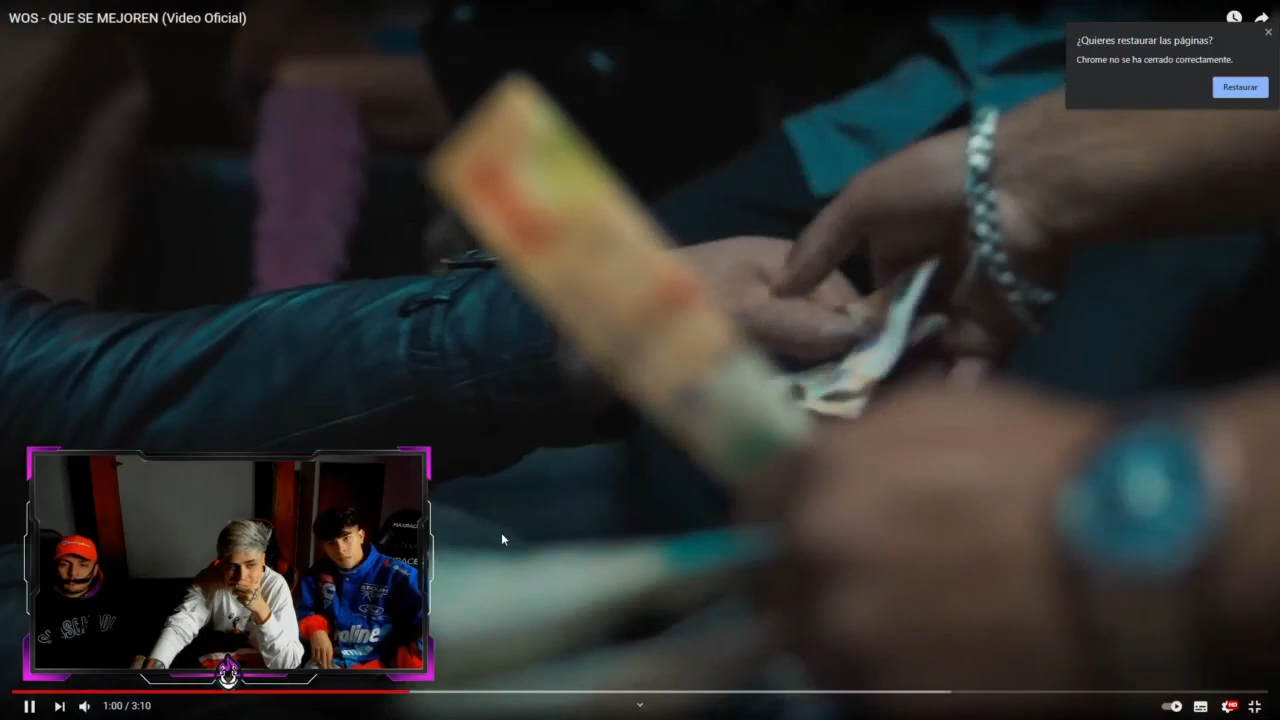 WOS - QUE SE MEJOREN (Video Oficial)
¿Quieres restaurar las páginas?
Chrome no se ha cerrado correctamente.
Restaurar
1:00 / 3:10
HD